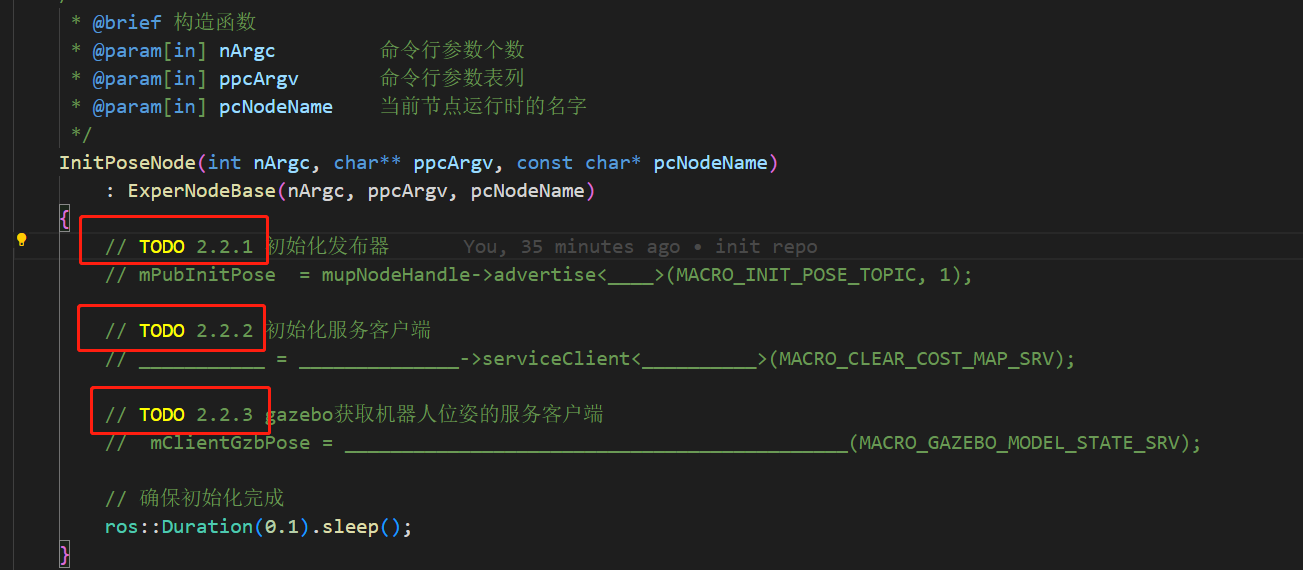 * @brief 构造函数
* @param[in] nArgc 命令行参数个数
* @param[in] ppcArgv 命令行参数表列
* @param[in] pcNodeName 当前节点运行时的名字
*/
InitPoseNode(int nArgc, char** ppcArgv, const char* pcNodeName)
: ExperNodeBase(nArgc, ppcArgv, pcNodeName)
{
// TODO 2.2.1 初始化发布器 You, 35 minutes ago • init repo
// mPubInitPose = mupNodeHandle->advertise<____>(MACRO_INIT_POSE_TOPIC, 1);
// TODO 2.2.2 初始化服务客户端
// ___________ = ______________->serviceClient<__________>(MACRO_CLEAR_COST_MAP_SRV);
// TODO 2.2.3 gazebo获取机器人位姿的服务客户端
// mClientGzbPose = ____________________________________________(MACRO_GAZEBO_MODEL_STATE_SRV);
// 确保初始化完成
ros::Duration(0.1).sleep();
}